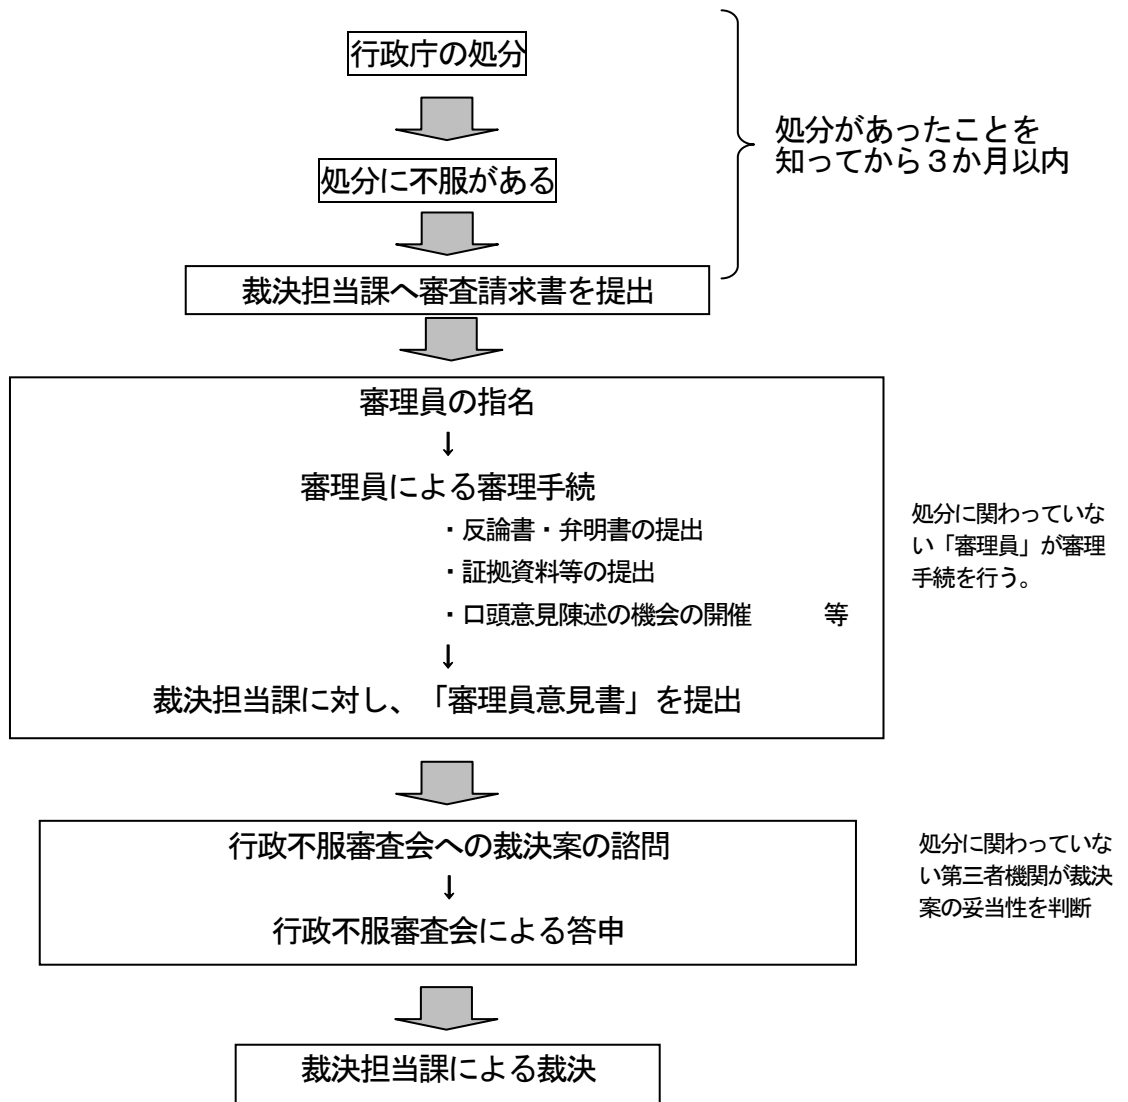 行政庁の処分
処分に不服がある
裁決担当課へ審査請求書を提出
処分があったことを
知ってから３か月以内
審理員の指名
↓
審理員による審理手続
・反論書・弁明書の提出
・証拠資料等の提出
・口頭意見陳述の機会の開催　　　等
↓
裁決担当課に対し、「審理員意見書」を提出
処分に関わっていな
い「審理員」が審理
手続を行う。
行政不服審査会への裁決案の諮問
↓
行政不服審査会による答申
処分に関わっていな
い第三者機関が裁決
案の妥当性を判断
裁決担当課による裁決